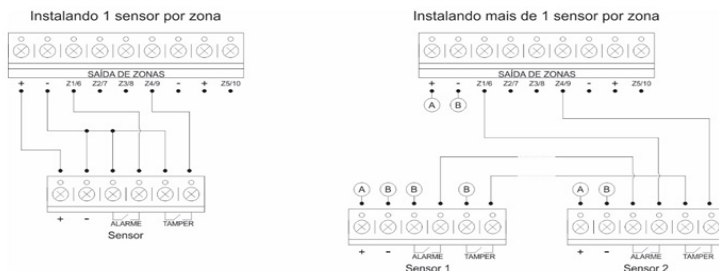 Instalando 1 sensor por zona
SAÍDA DE ZONAS
+ - Z1/6 Z2/7 Z3/8 Z4/9 - + Z5/10
+ - ALARME TAMPER
Sensor
Instalando mais de 1 sensor por zona
SAÍDA DE ZONAS
+ - Z1/6 Z2/7 Z3/8 Z4/9 - + Z5/10
A B
A B B B
+ - ALARME TAMPER
Sensor 1
A B
+ - ALARME TAMPER
Sensor 2